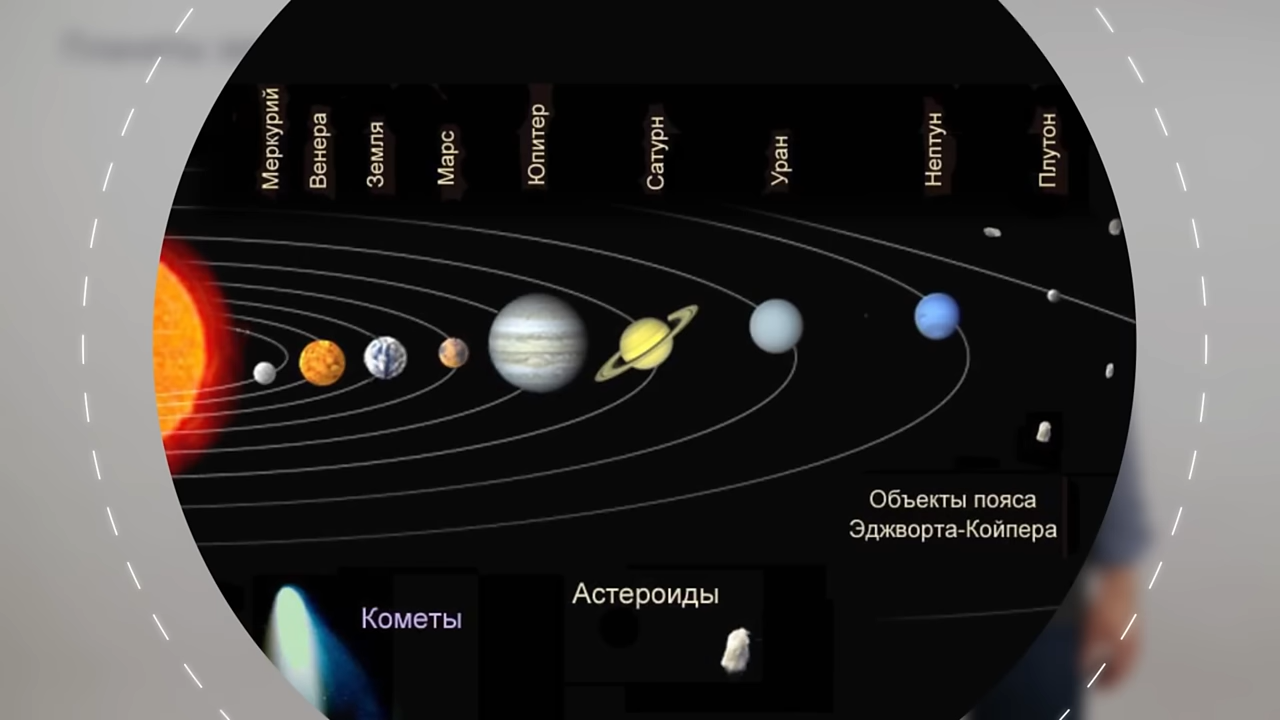 Меркурий
Венера
Земля
Марс
Юпитер
Сатурн
Уран
Нептун
Плутон
Объекты пояса
Эджворта-Койпера
Астероиды
Кометы